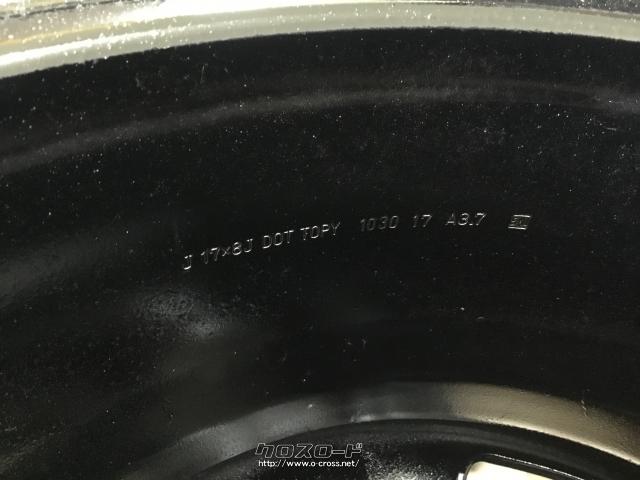 J 17×8J DOT TOPY 1030 17 A3.7
クロスロード
http://www.o-cross.net/